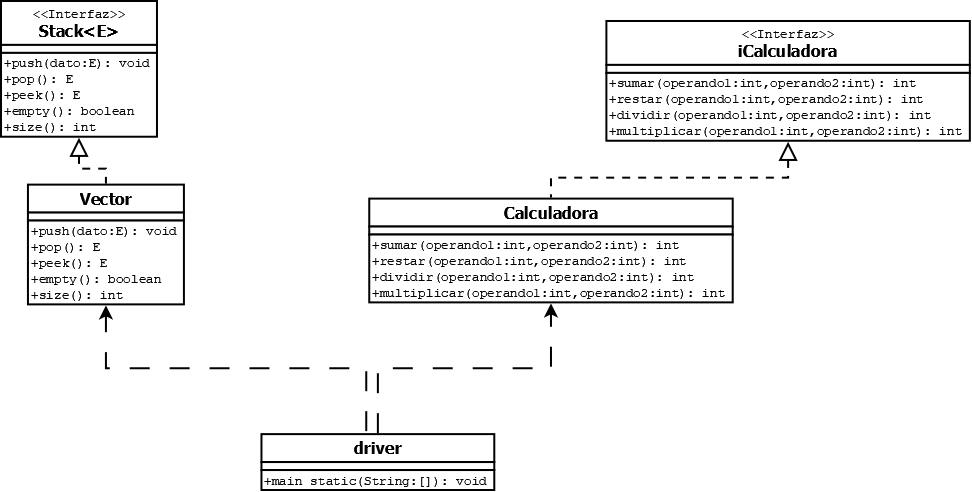 <<Interfaz>>
Stack<E>
+push(dato:E): void
+pop(): E
+peek(): E
+empty(): boolean
+size(): int
<<Interfaz>>
iCalculadora
+sumar(operando1:int,operando2:int): int
+restar(operando1:int,operando2:int): int
+dividir(operando1:int,operando2:int): int
+multiplicar(operando1:int,operando2:int): int
Vector
+push(dato:E): void
+pop(): E
+peek(): E
+empty(): boolean
+size(): int
Calculadora
+sumar(operando1:int,operando2:int): int
+restar(operando1:int,operando2:int): int
+dividir(operando1:int,operando2:int): int
+multiplicar(operando1:int,operando2:int): int
driver
+main static(String:[]): void